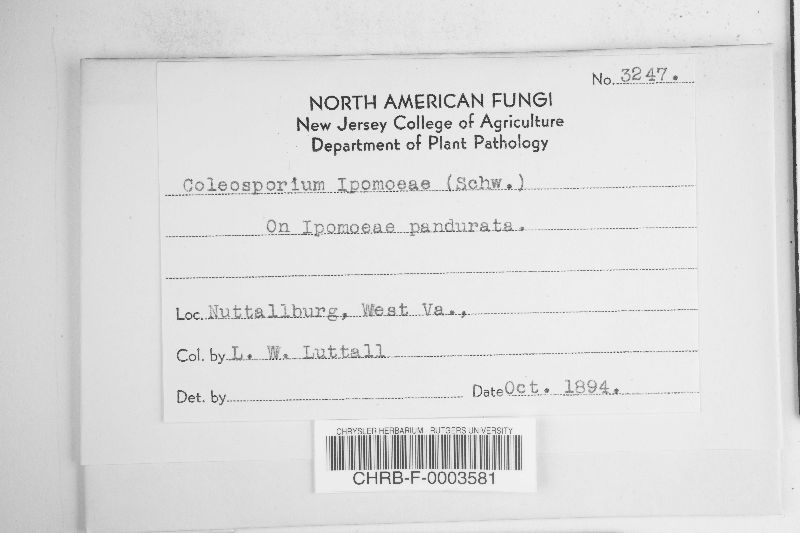 No. 3247.
NORTH AMERICAN FUNGI
New Jersey College of Agriculture
Department of Plant Pathology
Coleosporium Ipomoeae (Schw.)
On Ipomoeae pandurata.
Loc. Nuttallburg, West Va.,
Col. by L. W. Luttall
Det. by
Date Oct. 1894.
CHRYSLER HERBARIUM - RUTGERS UNIVERSITY
CHRB-F-0003581